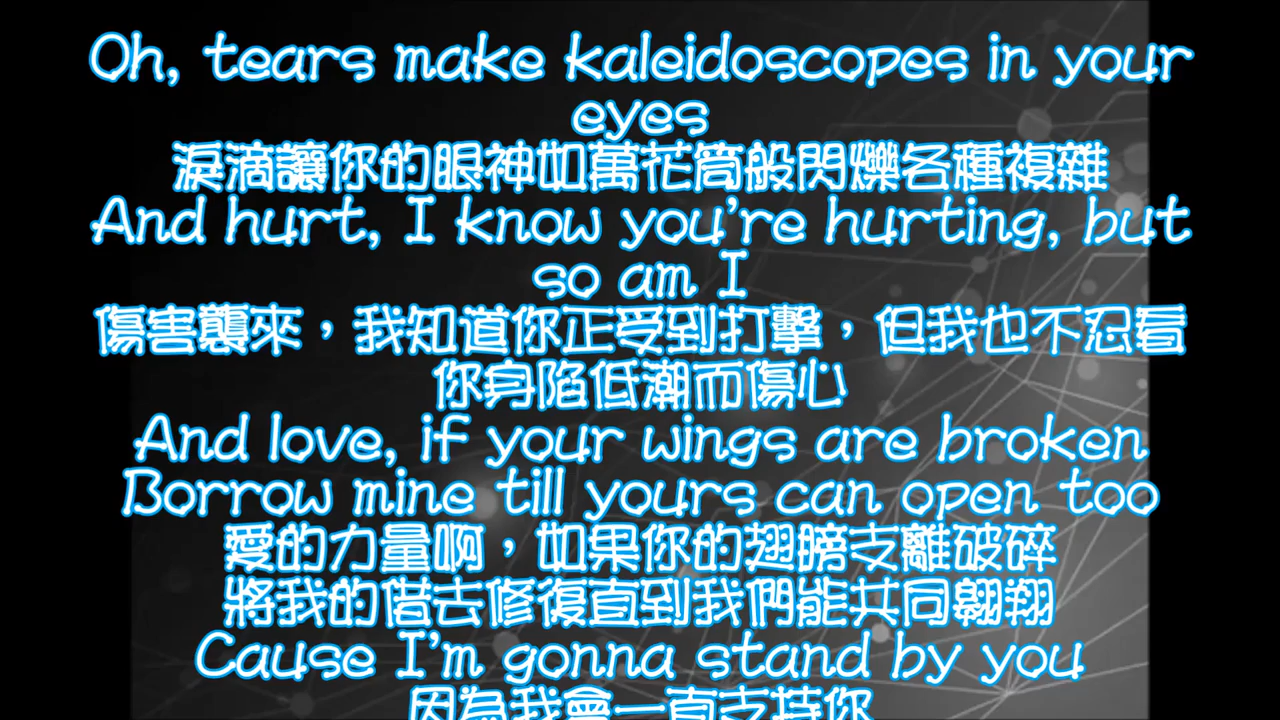 Oh, tears make kaleidoscopes in your
eyes
淚滴讓你的眼神如萬花筒般閃爍各種複雜
And hurt, I know you're hurting, but
so am I
傷害襲來，我知道你正受到打擊，但我也不忍看
你身陷低潮而傷心
And love, if your wings are broken
Borrow mine till yours can open too
愛的力量啊，如果你的翅膀支離破碎
將我的借去修復直到我們能共同翱翔
Cause I'm gonna stand by you
因為我會一直支持你